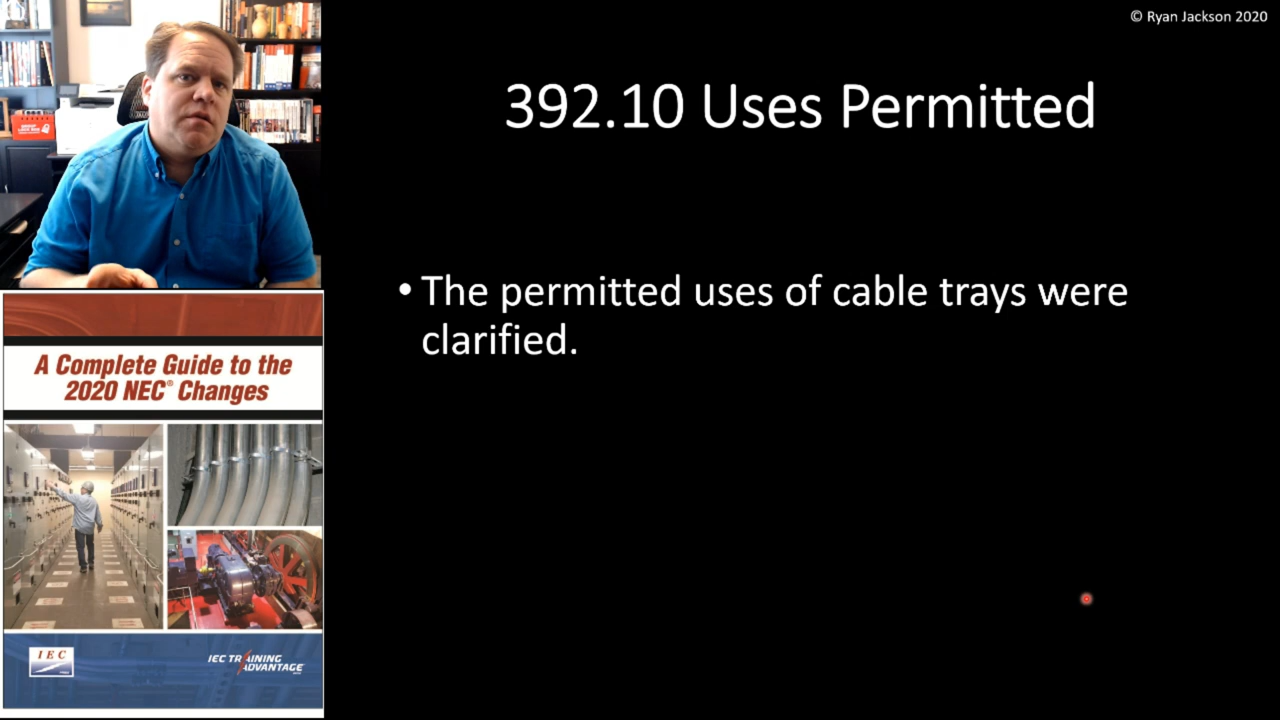 © Ryan Jackson 2020
392.10 Uses Permitted
• The permitted uses of cable trays were
clarified.
A Complete Guide to the
2020 NEC® Changes
IEC
IEC TRAINING
ADVANTAGE